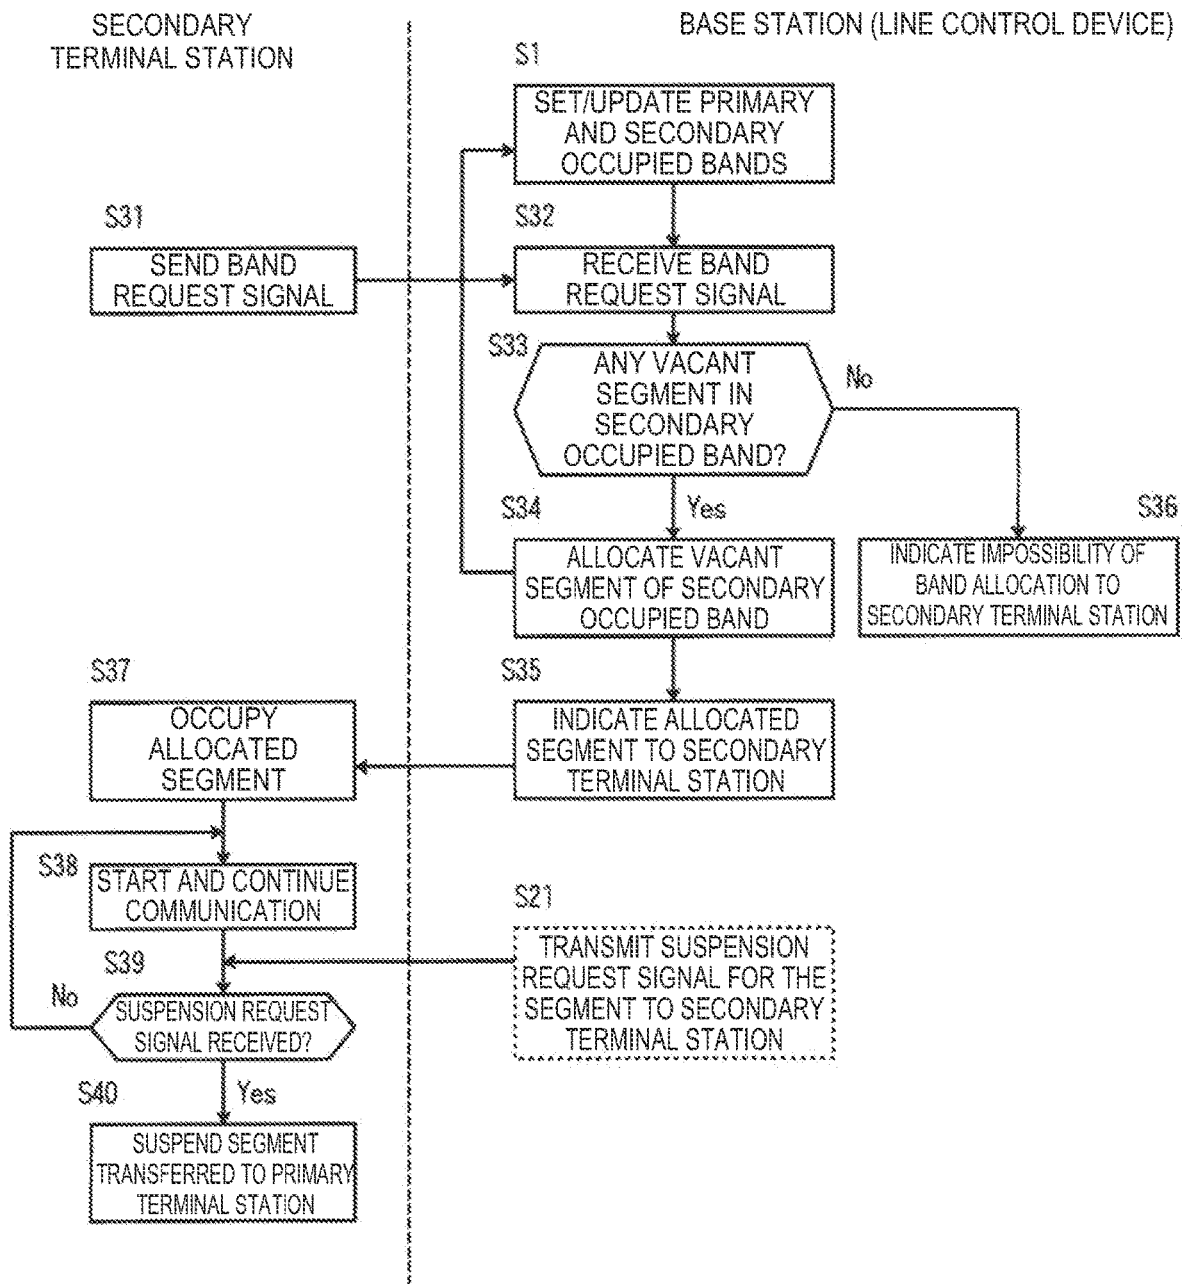 SECONDARY
TERMINAL STATION
BASE STATION (LINE CONTROL DEVICE)
S1
SET/UPDATE PRIMARY
AND SECONDARY
OCCUPIED BANDS
S31
SEND BAND
REQUEST SIGNAL
S32
RECEIVE BAND
REQUEST SIGNAL
S33
ANY VACANT
SEGMENT IN
SECONDARY
OCCUPIED BAND?
No
Yes
S34
ALLOCATE VACANT
SEGMENT OF SECONDARY
OCCUPIED BAND
S36
INDICATE IMPOSSIBILITY OF
BAND ALLOCATION TO
SECONDARY TERMINAL STATION
S35
INDICATE ALLOCATED
SEGMENT TO SECONDARY
TERMINAL STATION
S37
OCCUPY
ALLOCATED
SEGMENT
S38
START AND CONTINUE
COMMUNICATION
S21
TRANSMIT SUSPENSION
REQUEST SIGNAL FOR THE
SEGMENT TO SECONDARY
TERMINAL STATION
S39
No
SUSPENSION REQUEST
SIGNAL RECEIVED?
Yes
S40
SUSPEND SEGMENT
TRANSFERRED TO PRIMARY
TERMINAL STATION